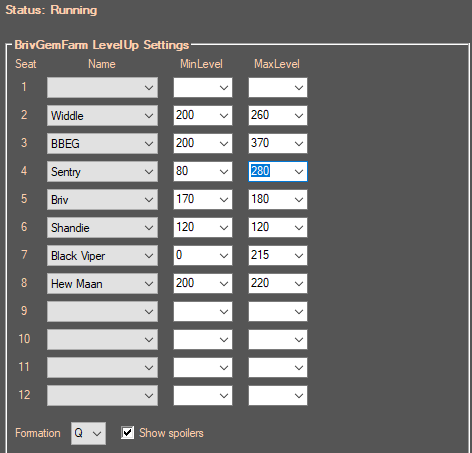 Status: Running
BrivGemFarm LevelUp Settings
Seat Name MinLevel MaxLevel
1
2 Widdle 200 260
3 BBEG 200 370
4 Sentry 80 280
5 Briv 170 180
6 Shandie 120 120
7 Black Viper 0 215
8 Hew Maan 200 220
9
10
11
12
Formation Q Show spoilers